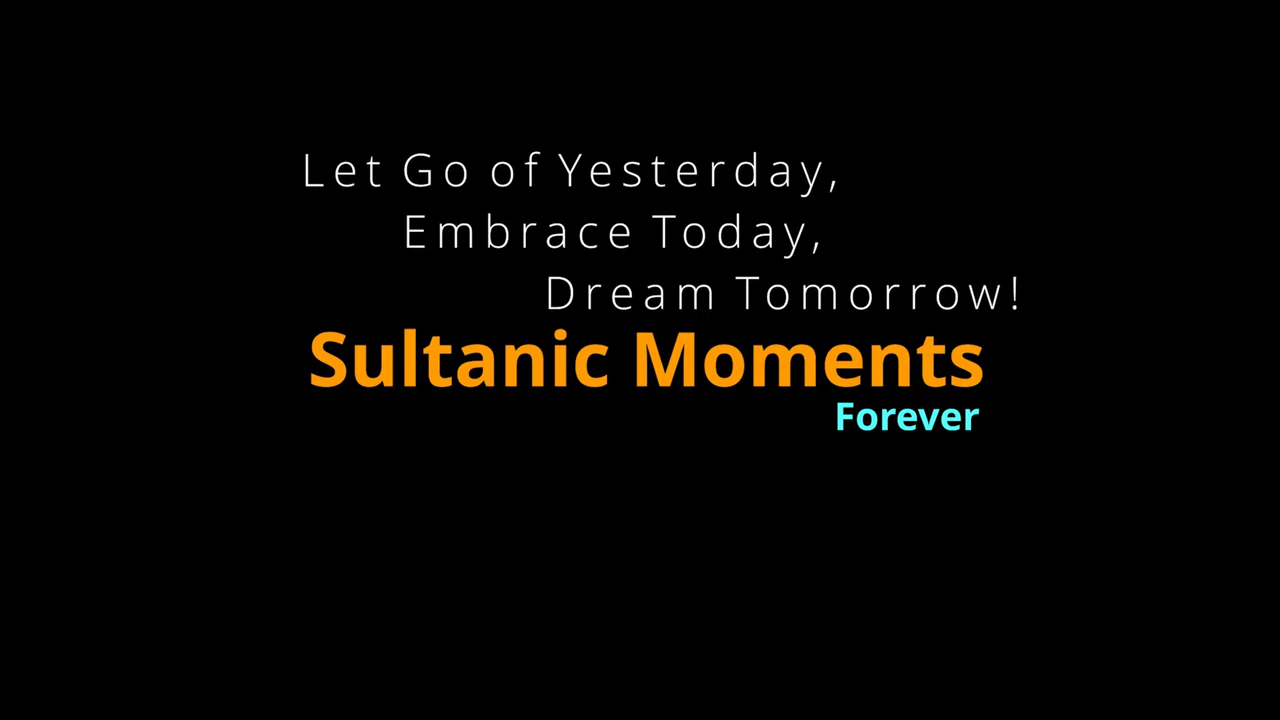 Let Go of Yesterday,
Embrace Today,
Dream Tomorrow!
Sultanic Moments
Forever